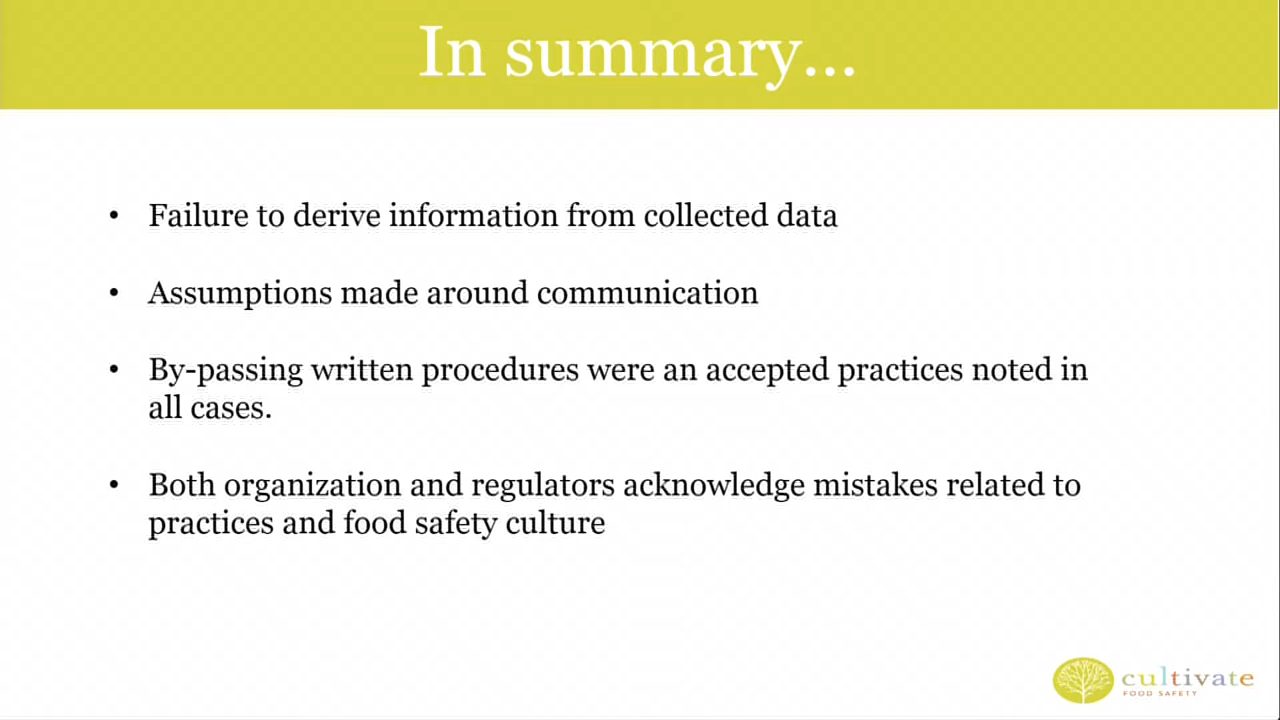 In summary...
• Failure to derive information from collected data
• Assumptions made around communication
• By-passing written procedures were an accepted practices noted in
all cases.
• Both organization and regulators acknowledge mistakes related to
practices and food safety culture
cultivate
FOOD SAFETY